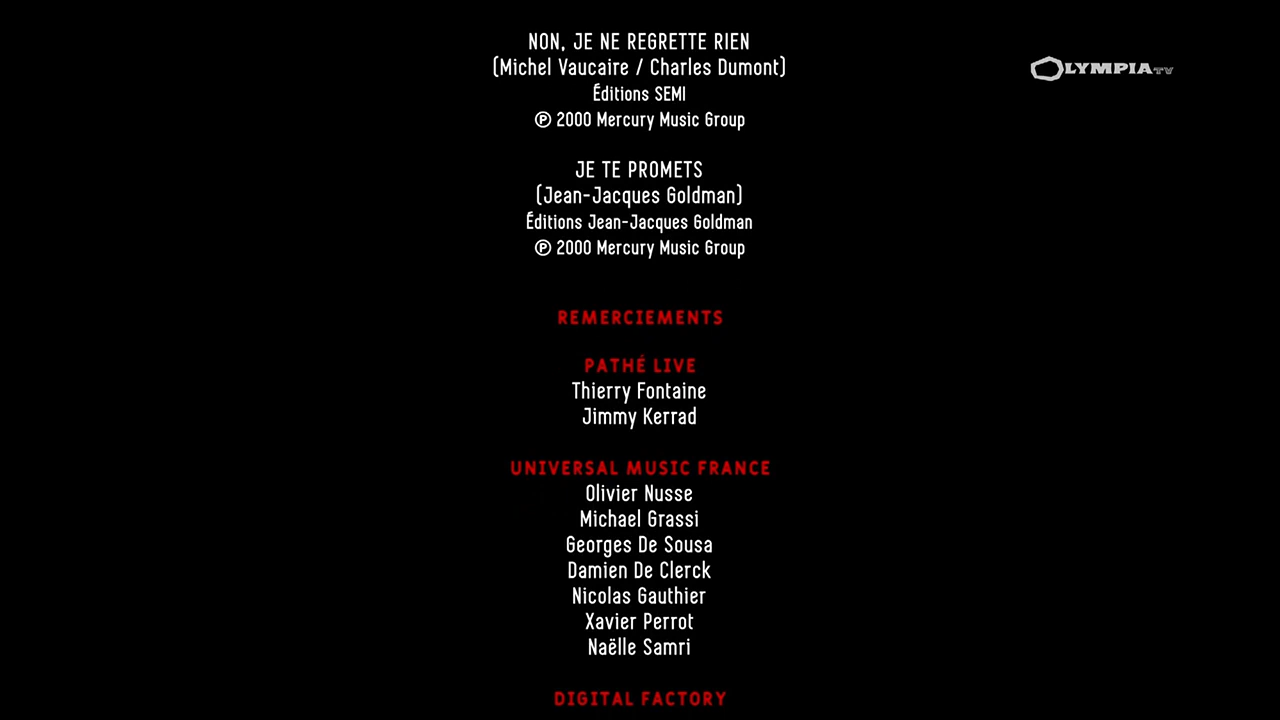 NON, JE NE REGRETTE RIEN
(Michel Vaucaire / Charles Dumont)
Éditions SEMI
℗ 2000 Mercury Music Group
OLYMPIA TV
JE TE PROMETS
(Jean-Jacques Goldman)
Éditions Jean-Jacques Goldman
℗ 2000 Mercury Music Group
REMERCIEMENTS
PATHÉ LIVE
Thierry Fontaine
Jimmy Kerrad
UNIVERSAL MUSIC FRANCE
Olivier Nusse
Michael Grassi
Georges De Sousa
Damien De Clerck
Nicolas Gauthier
Xavier Perrot
Naëlle Samri
DIGITAL FACTORY